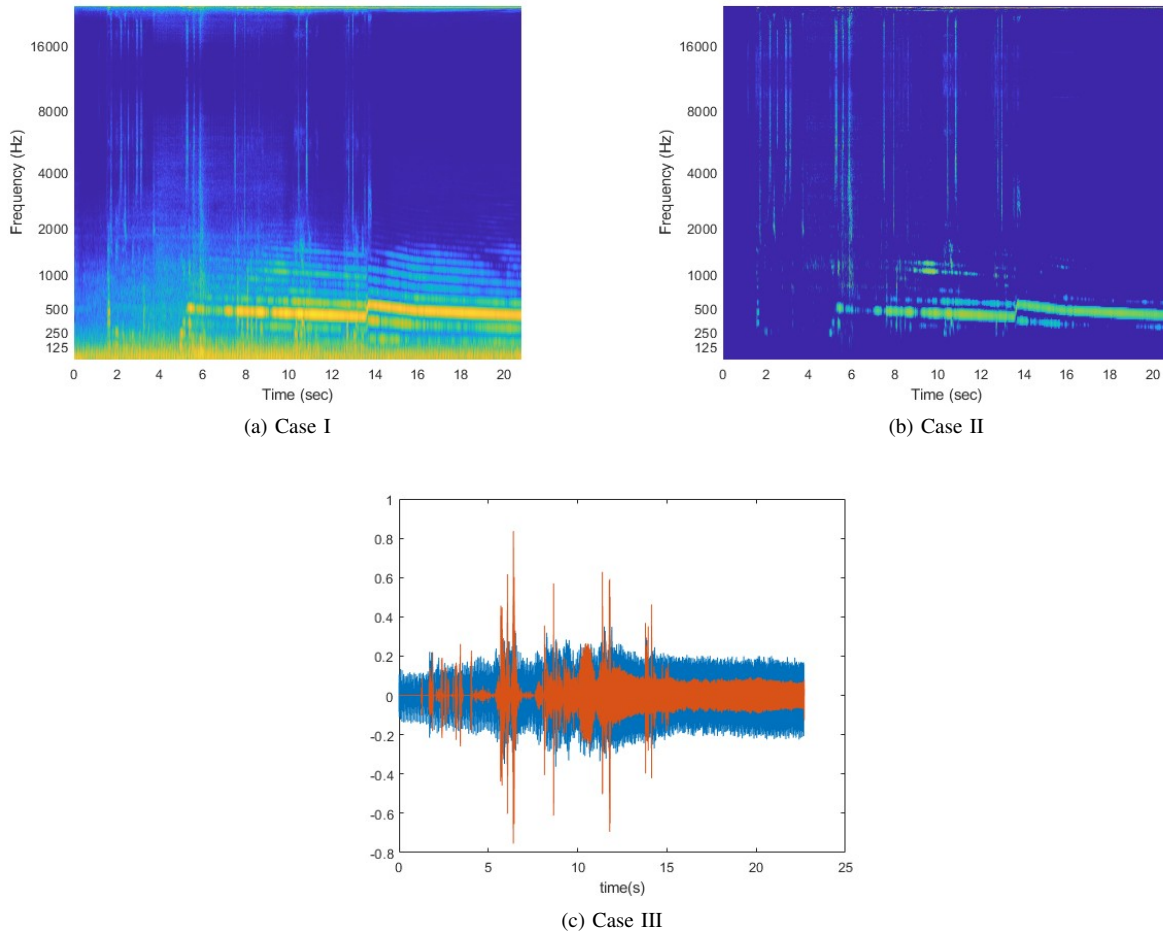 16000
8000
4000
2000
1000
500
250
125
Frequency (Hz)
0 2 4 6 8 10 12 14 16 18 20
Time (sec)
(a) Case I
16000
8000
4000
2000
1000
500
250
125
Frequency (Hz)
0 2 4 6 8 10 12 14 16 18 20
Time (sec)
(b) Case II
1
0.8
0.6
0.4
0.2
0
-0.2
-0.4
-0.6
-0.8
0 5 10 15 20 25
time(s)
(c) Case III